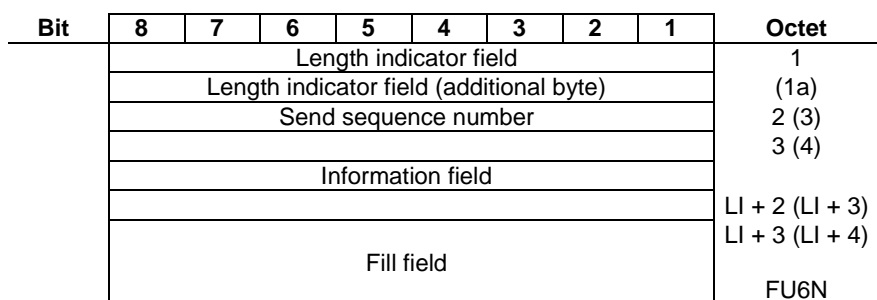 Bit 8 7 6 5 4 3 2 1 Octet
Length indicator field 1
Length indicator field (additional byte) (1a)
Send sequence number 2 (3)
3 (4)
Information field
LI + 2 (LI + 3)
LI + 3 (LI + 4)
Fill field
FU6N